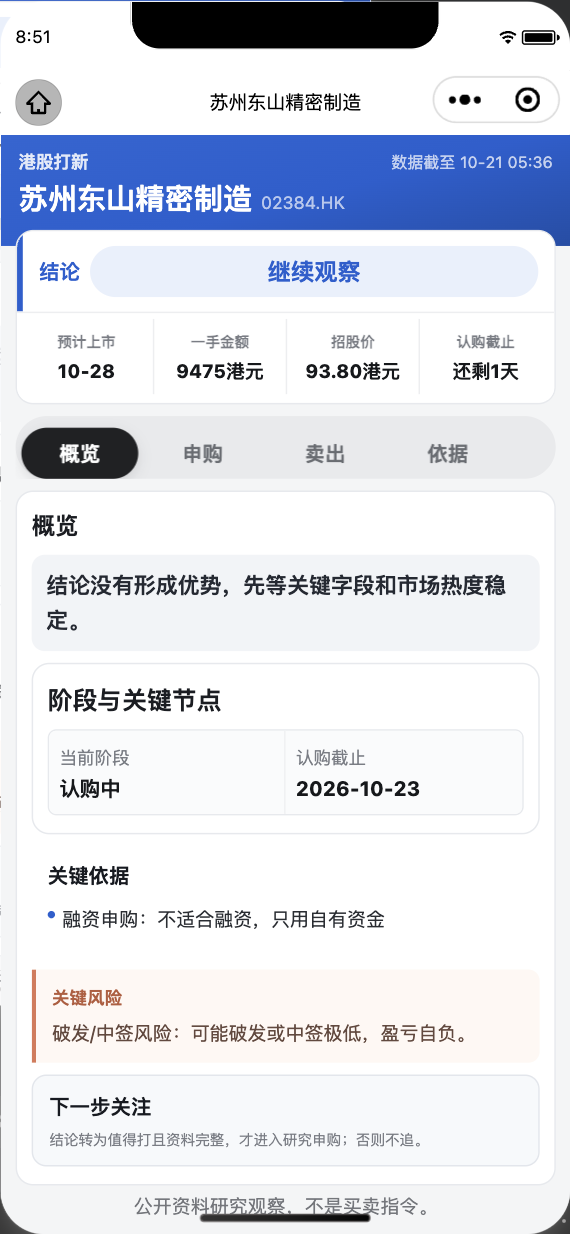 8:51
苏州东山精密制造
港股打新
数据截至 10-21 05:36
苏州东山精密制造 02384.HK
结论
继续观察
预计上市
一手金额
招股价
认购截止
10-28
9475港元
93.80港元
还剩1天
概览
申购
卖出
依据
概览
结论没有形成优势，先等关键字段和市场热度稳
定。
阶段与关键节点
当前阶段
认购截止
认购中
2026-10-23
关键依据
融资申购：不适合融资，只用自有资金
关键风险
破发/中签风险：可能破发或中签极低，盈亏自负。
下一步关注
结论转为值得打且资料完整，才进入研究申购；否则不追。
公开资料研究观察，不是买卖指令。